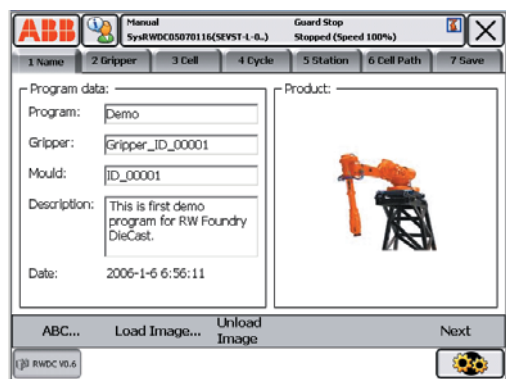 ABB
Manual
Guard Stop
SysRWDC05070116(SEVST-L-0..)
Stopped (Speed 100%)
1 Name
2 Gripper
3 Cell
4 Cycle
5 Station
6 Cell Path
7 Save
Program data:
Product:
Program:
Demo
Gripper:
Gripper_ID_00001
Mould:
ID_00001
Description:
This is first demo
program for RW Foundry
DieCast.
Date:
2006-1-6 6:56:11
ABC...
Load Image...
Unload
Image
Next
RWDC V0.6